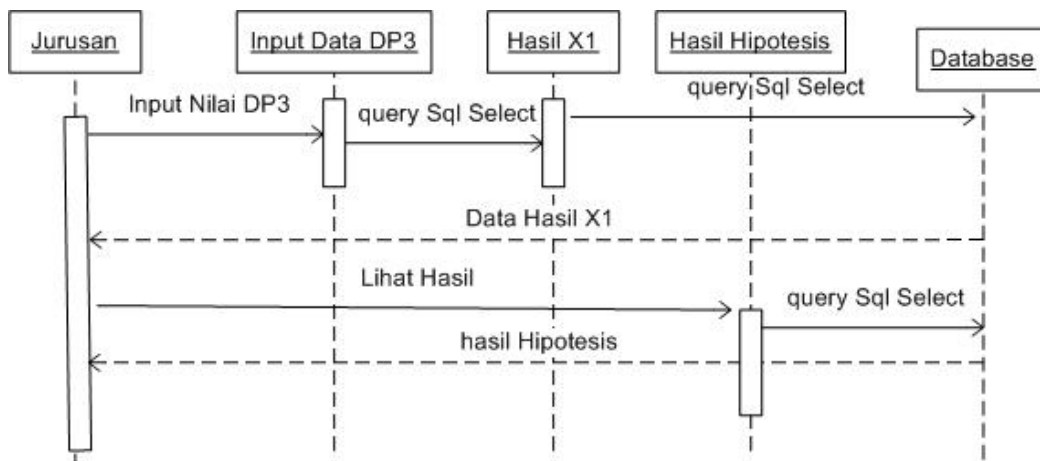 Jurusan
Input Data DP3
Hasil X1
Hasil Hipotesis
Database
Input Nilai DP3
query Sql Select
query Sql Select
Data Hasil X1
Lihat Hasil
query Sql Select
hasil Hipotesis